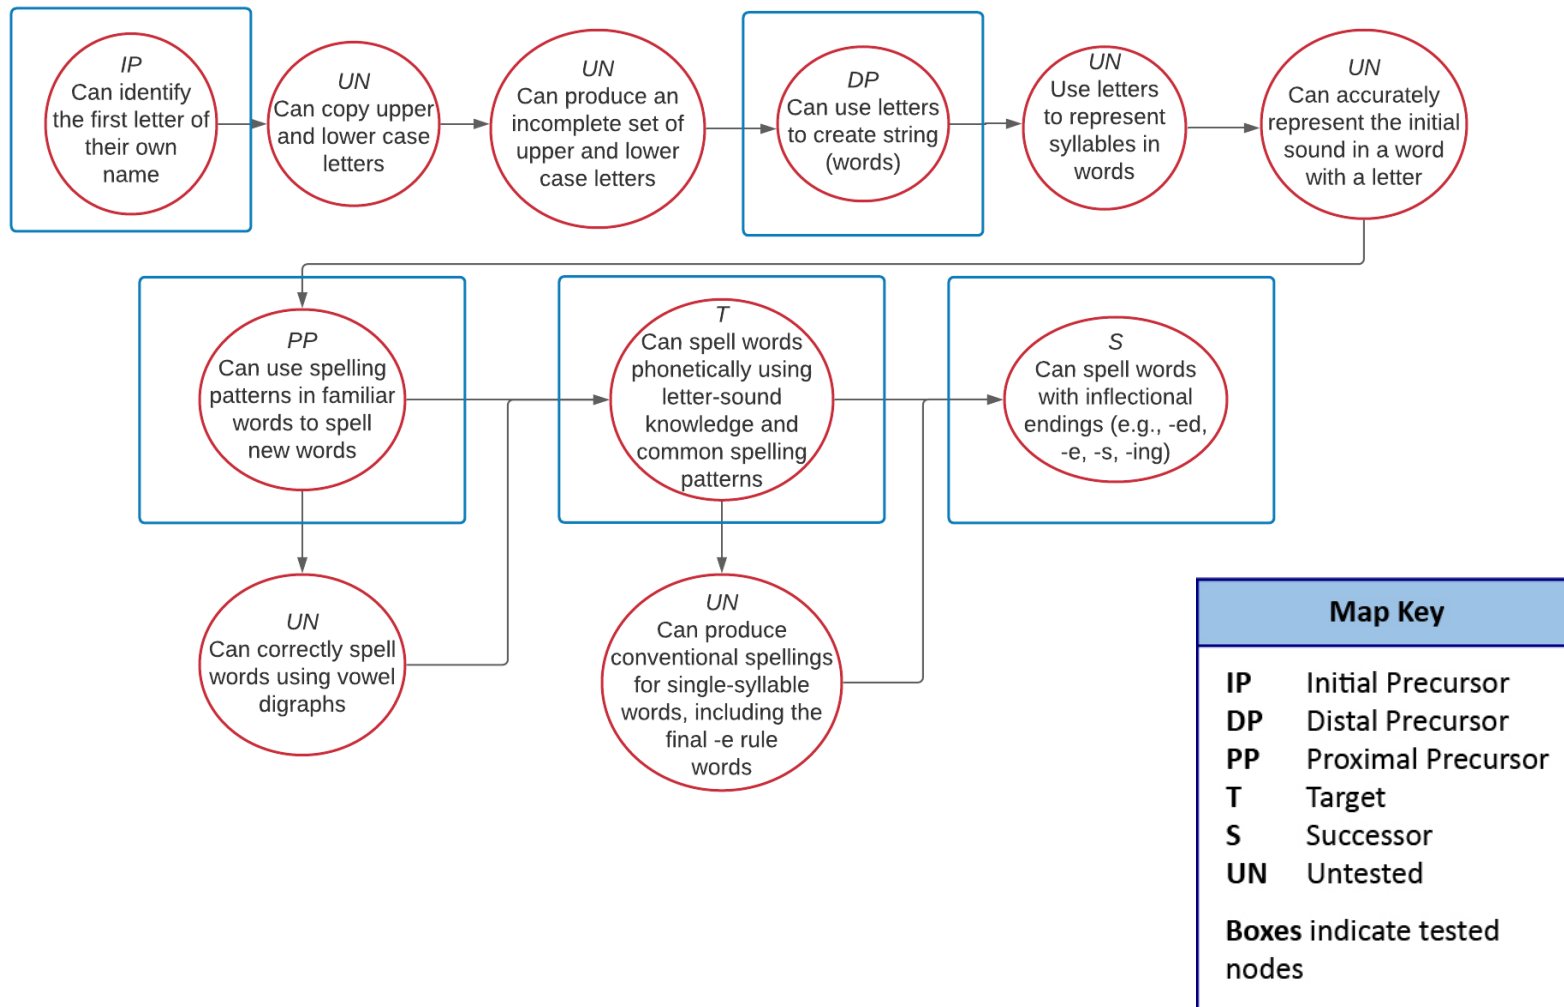 IP
Can identify
the first letter of
their own
name
UN
Can copy upper
and lower case
letters
UN
Can produce an
incomplete set of
upper and lower
case letters
DP
Can use letters
to create string
(words)
UN
Use letters
to represent
syllables in
words
UN
Can accurately
represent the initial
sound in a word
with a letter
PP
Can use spelling
patterns in familiar
words to spell
new words
T
Can spell words
phonetically using
letter-sound
knowledge and
common spelling
patterns
S
Can spell words
with inflectional
endings (e.g., -ed,
-e, -s, -ing)
UN
Can correctly spell
words using vowel
digraphs
UN
Can produce
conventional spellings
for single-syllable
words, including the
final -e rule
words
Map Key
IP Initial Precursor
DP Distal Precursor
PP Proximal Precursor
T Target
S Successor
UN Untested
Boxes indicate tested
nodes